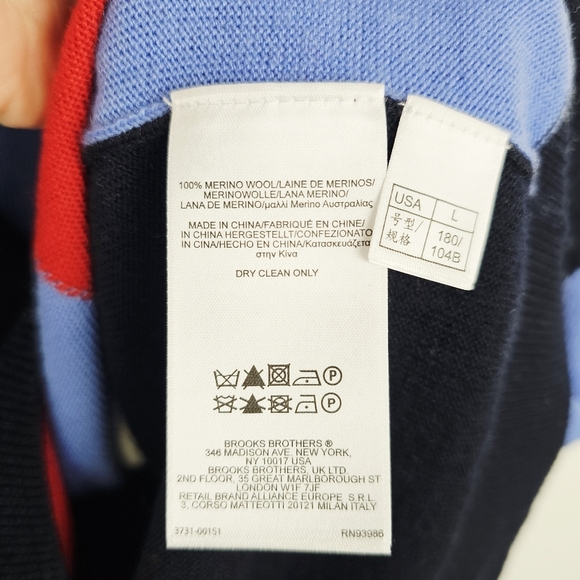 100% MERINO WOOL/LAINE DE MERINOS/
MERINOWOLLE/LANA MERINO/
LANA DE MERINO/μαλλί Merino Αυστραλίας
MADE IN CHINA/FABRIQUÉ EN CHINE/
IN CHINA HERGESTELLT/CONFEZIONATO
IN CINA/HECHO EN CHINA/Κατασκευάζεται
στην Κίνα
DRY CLEAN ONLY
P
P
BROOKS BROTHERS ®
346 MADISON AVE. NEW YORK,
NY 10017 USA
BROOKS BROTHERS, UK LTD.
2ND FLOOR, 35 GREAT MARLBOROUGH ST
LONDON W1F 7JF
RETAIL BRAND ALLIANCE EUROPE S.R.L.
3, CORSO MATTEOTTI 20121 MILAN ITALY
3731-00151 RN93986
USA L
号型/ 180/
规格 104B